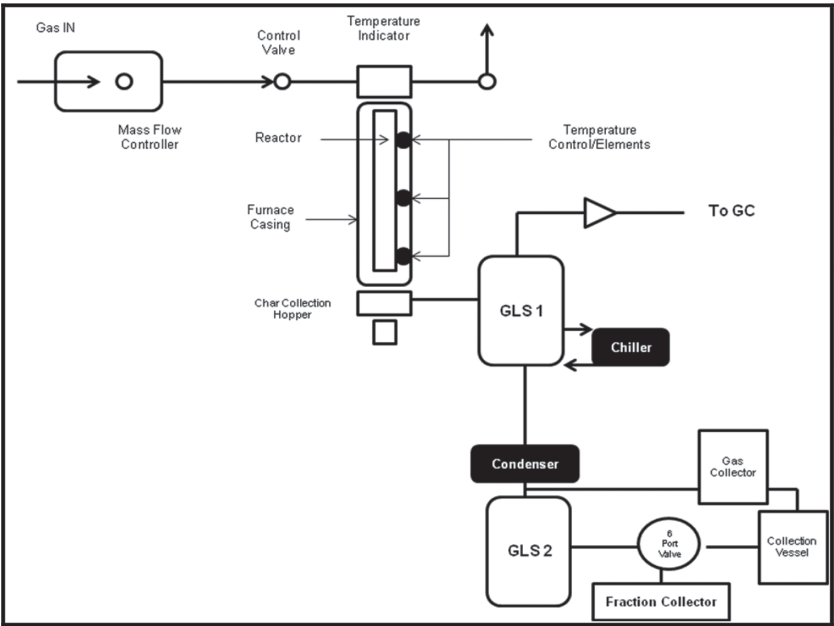 Gas IN
Temperature
Indicator
Control
Valve
Mass Flow
Controller
Reactor
Temperature
Control/Elements
Furnace
Casing
To GC
Char Collection
Hopper
GLS 1
Chiller
Condenser
Gas
Collector
GLS 2
6
Port
Valve
Collection
Vessel
Fraction Collector